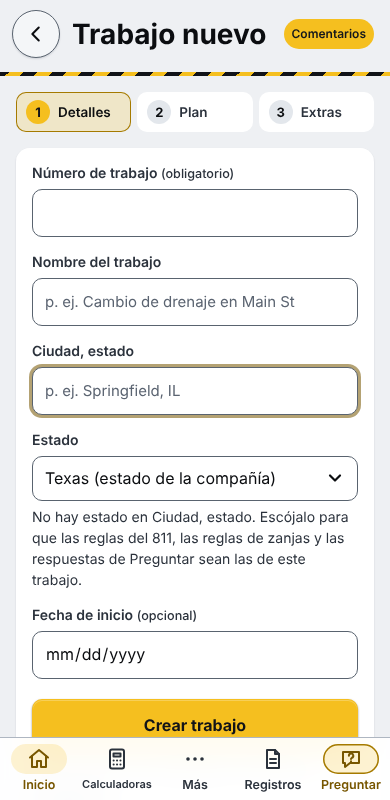 Trabajo nuevo
Comentarios
1 Detalles
2 Plan
3 Extras
Número de trabajo (obligatorio)
Nombre del trabajo
p. ej. Cambio de drenaje en Main St
Ciudad, estado
p. ej. Springfield, IL
Estado
Texas (estado de la compañía)
No hay estado en Ciudad, estado. Escójalo para
que las reglas del 811, las reglas de zanjas y las
respuestas de Preguntar sean las de este
trabajo.
Fecha de inicio (opcional)
mm/dd/yyyy
Crear trabajo
Inicio
Calculadoras
Más
Registros
Preguntar